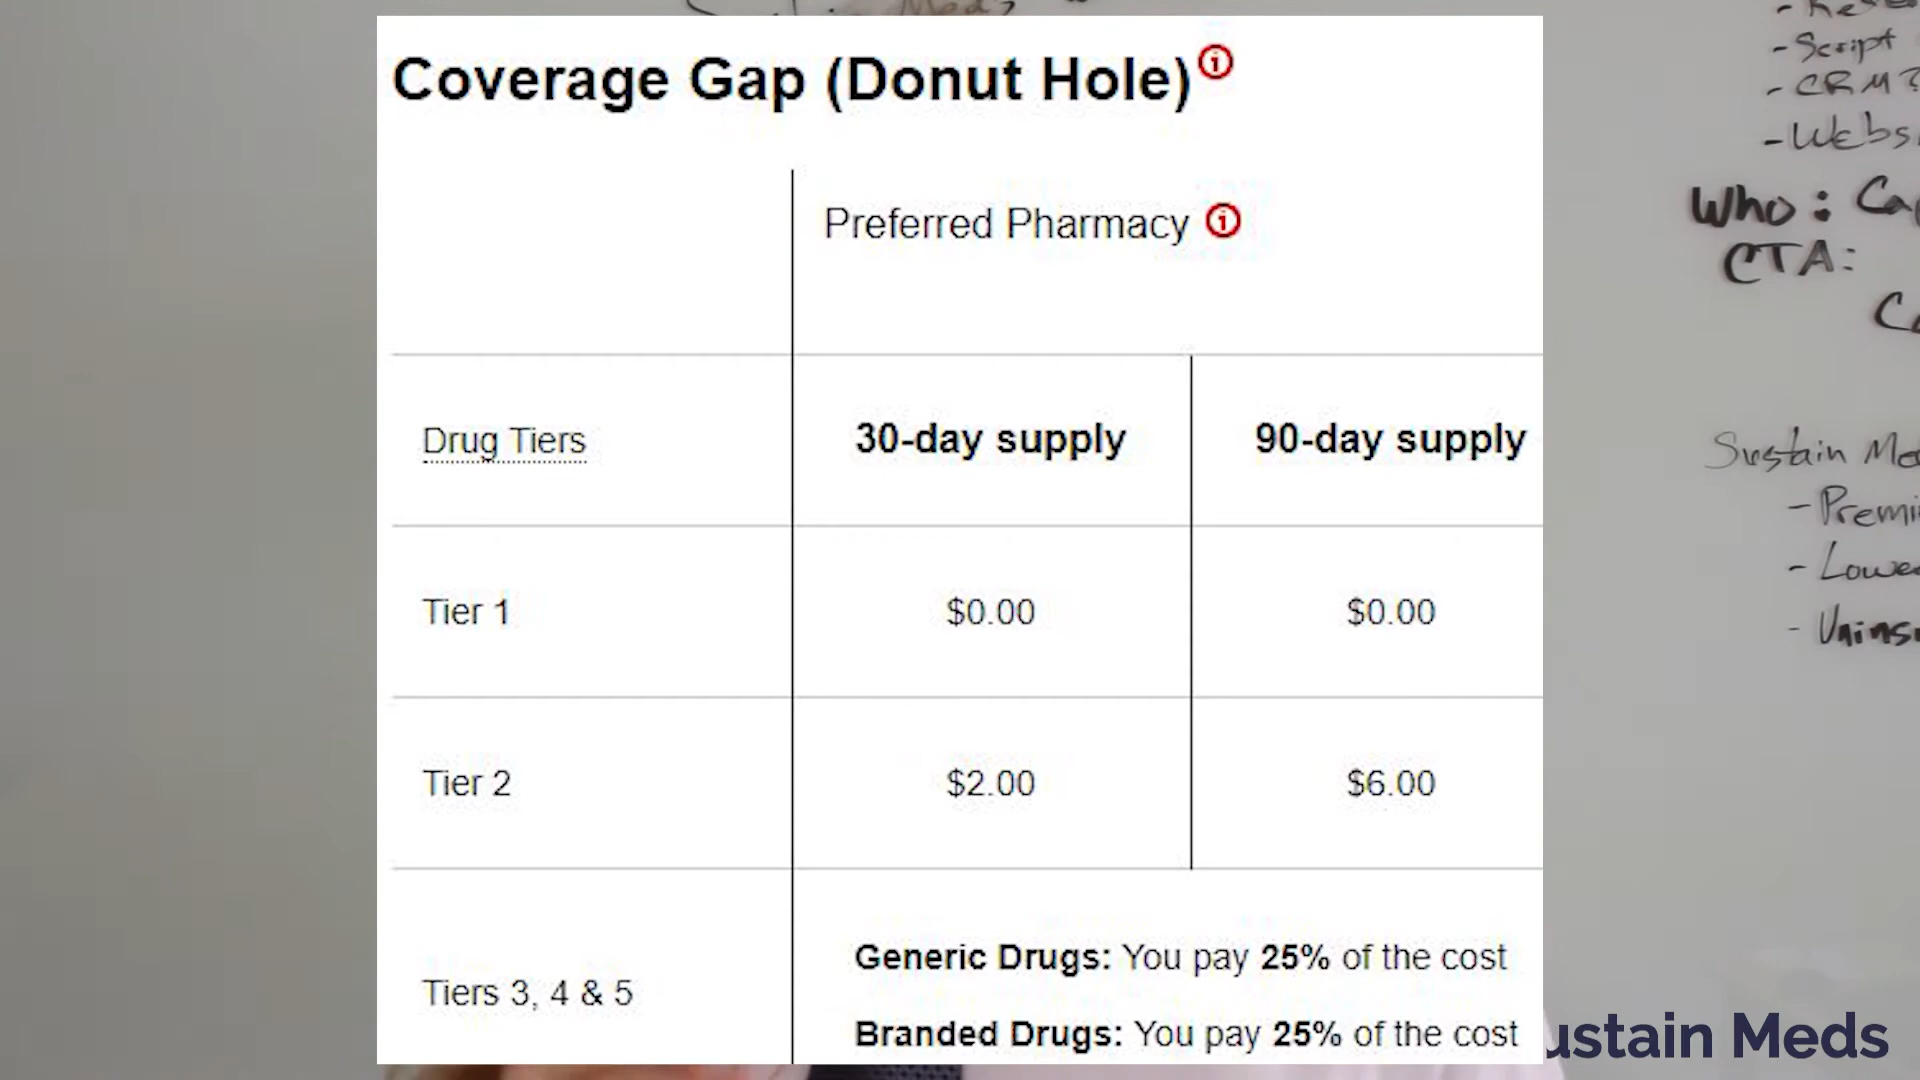 Coverage Gap (Donut Hole)
Preferred Pharmacy
Drug Tiers 30-day supply 90-day supply
Tier 1 $0.00 $0.00
Tier 2 $2.00 $6.00
Tiers 3, 4 & 5
Generic Drugs: You pay 25% of the cost
Branded Drugs: You pay 25% of the cost
- Script
- CRM?
Who:
CTA:
Sustain
ustain Meds